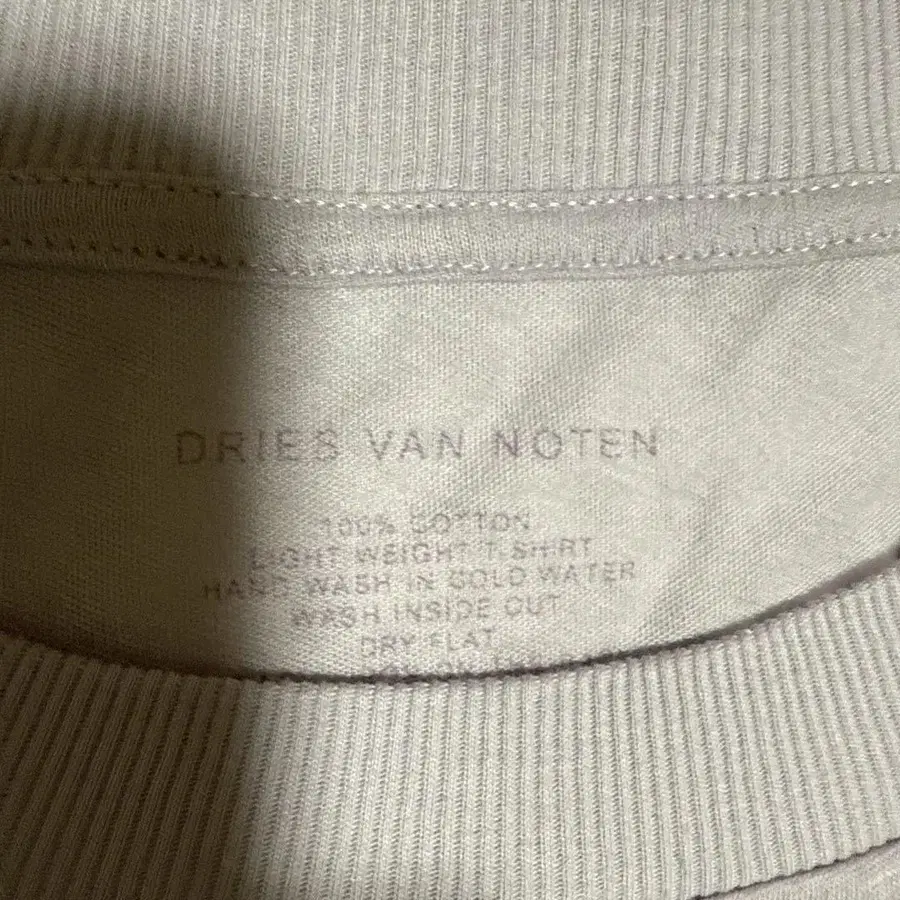 DRIES VAN NOTEN
100% COTTON
LIGHT WEIGHT T SHIRT
HAND WASH IN COLD WATER
WASH INSIDE OUT
DRY FLAT